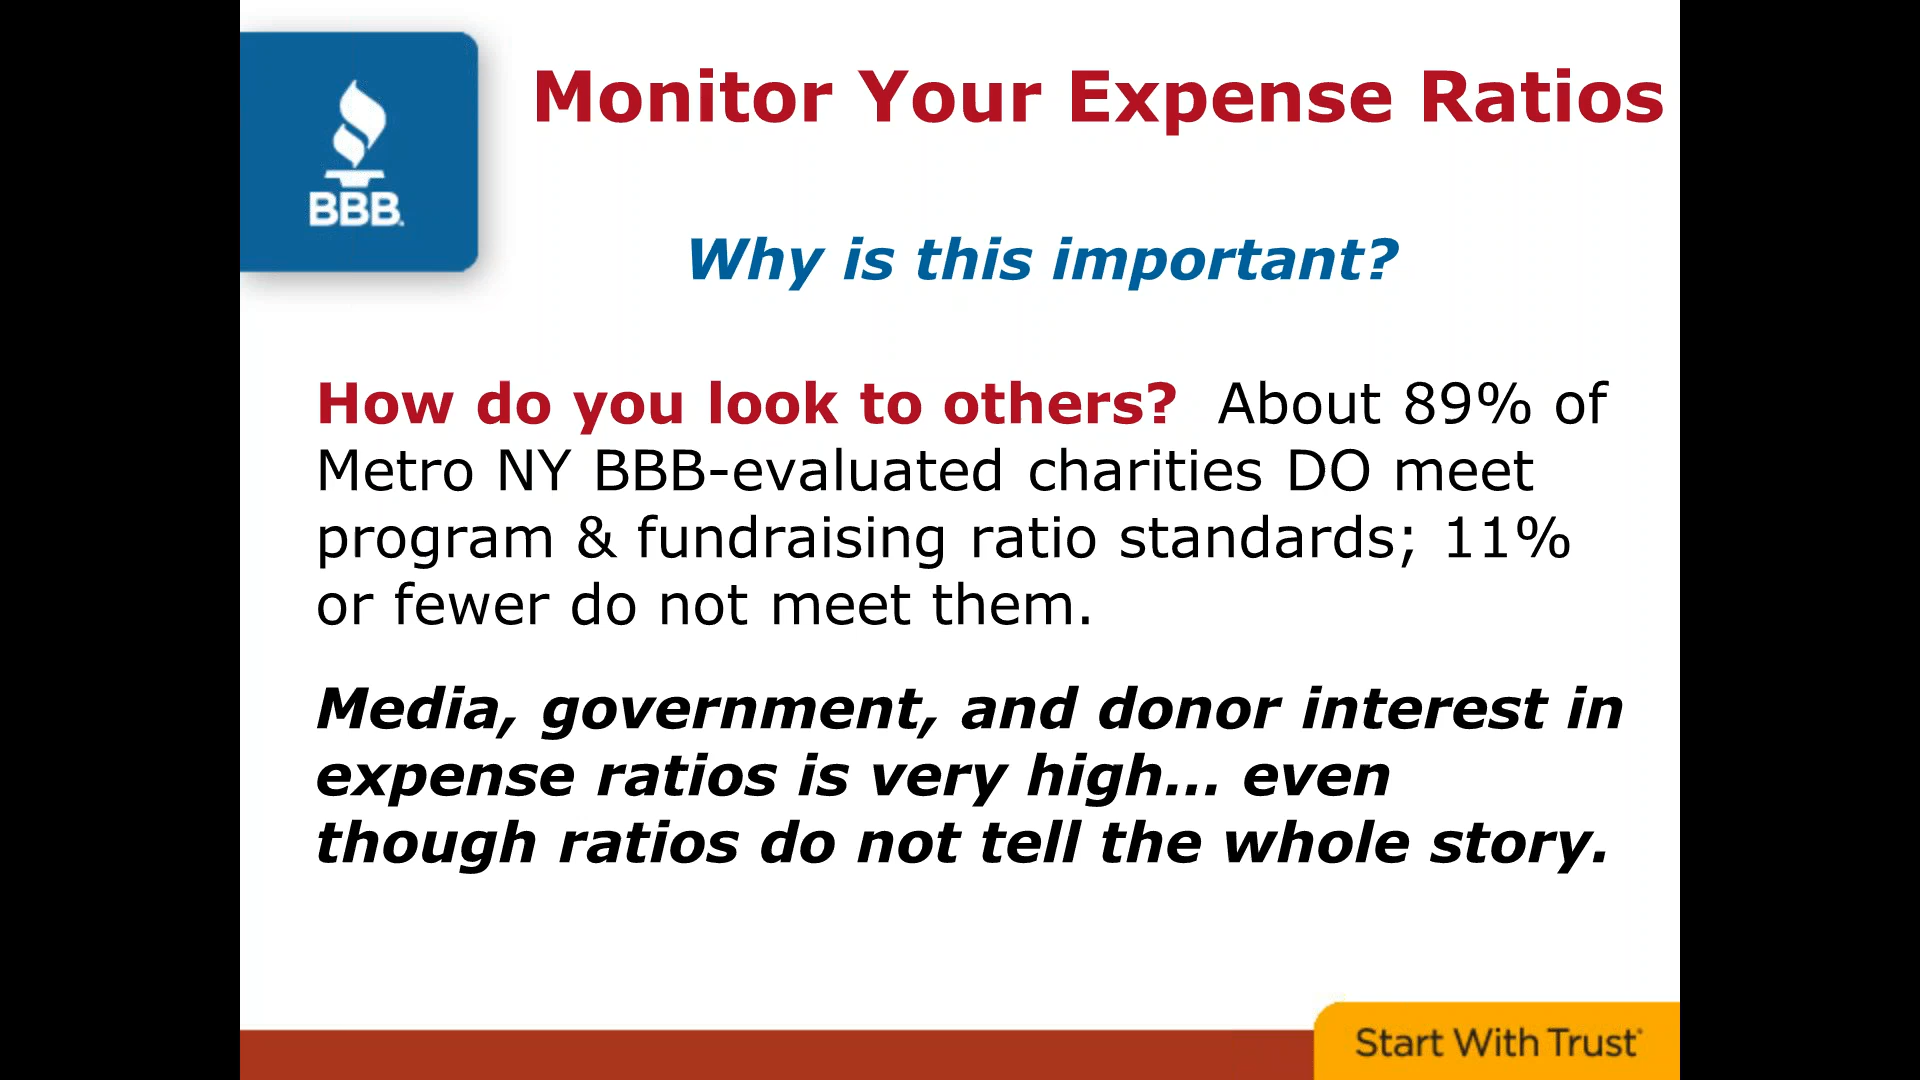 BBB.
Monitor Your Expense Ratios
Why is this important?
How do you look to others? About 89% of
Metro NY BBB-evaluated charities DO meet
program & fundraising ratio standards; 11%
or fewer do not meet them.
Media, government, and donor interest in
expense ratios is very high... even
though ratios do not tell the whole story.
Start With Trust